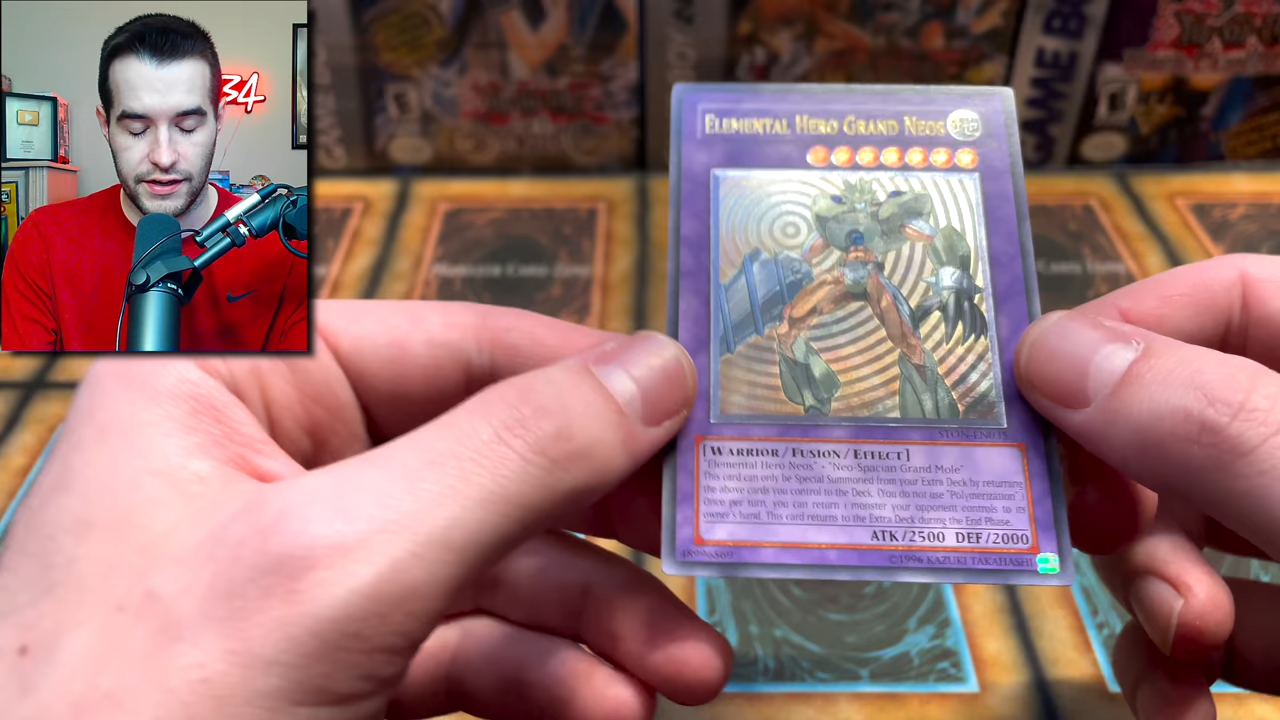 34
GAME BO
ELEMENTAL HERO GRAND NEOS
STON-EN035
[WARRIOR/FUSION/EFFECT]
"Elemental Hero Neos" + "Neo-Spacian Grand Mole"
This card can only be Special Summoned from your Extra Deck by returning
the above cards you control to the Deck. (You do not use "Polymerization".)
Once per turn, you can return 1 monster your opponent controls to its
owner's hand. This card returns to the Extra Deck during the End Phase.
ATK/2500 DEF/2000
©1996 KAZUKI TAKAHASHI